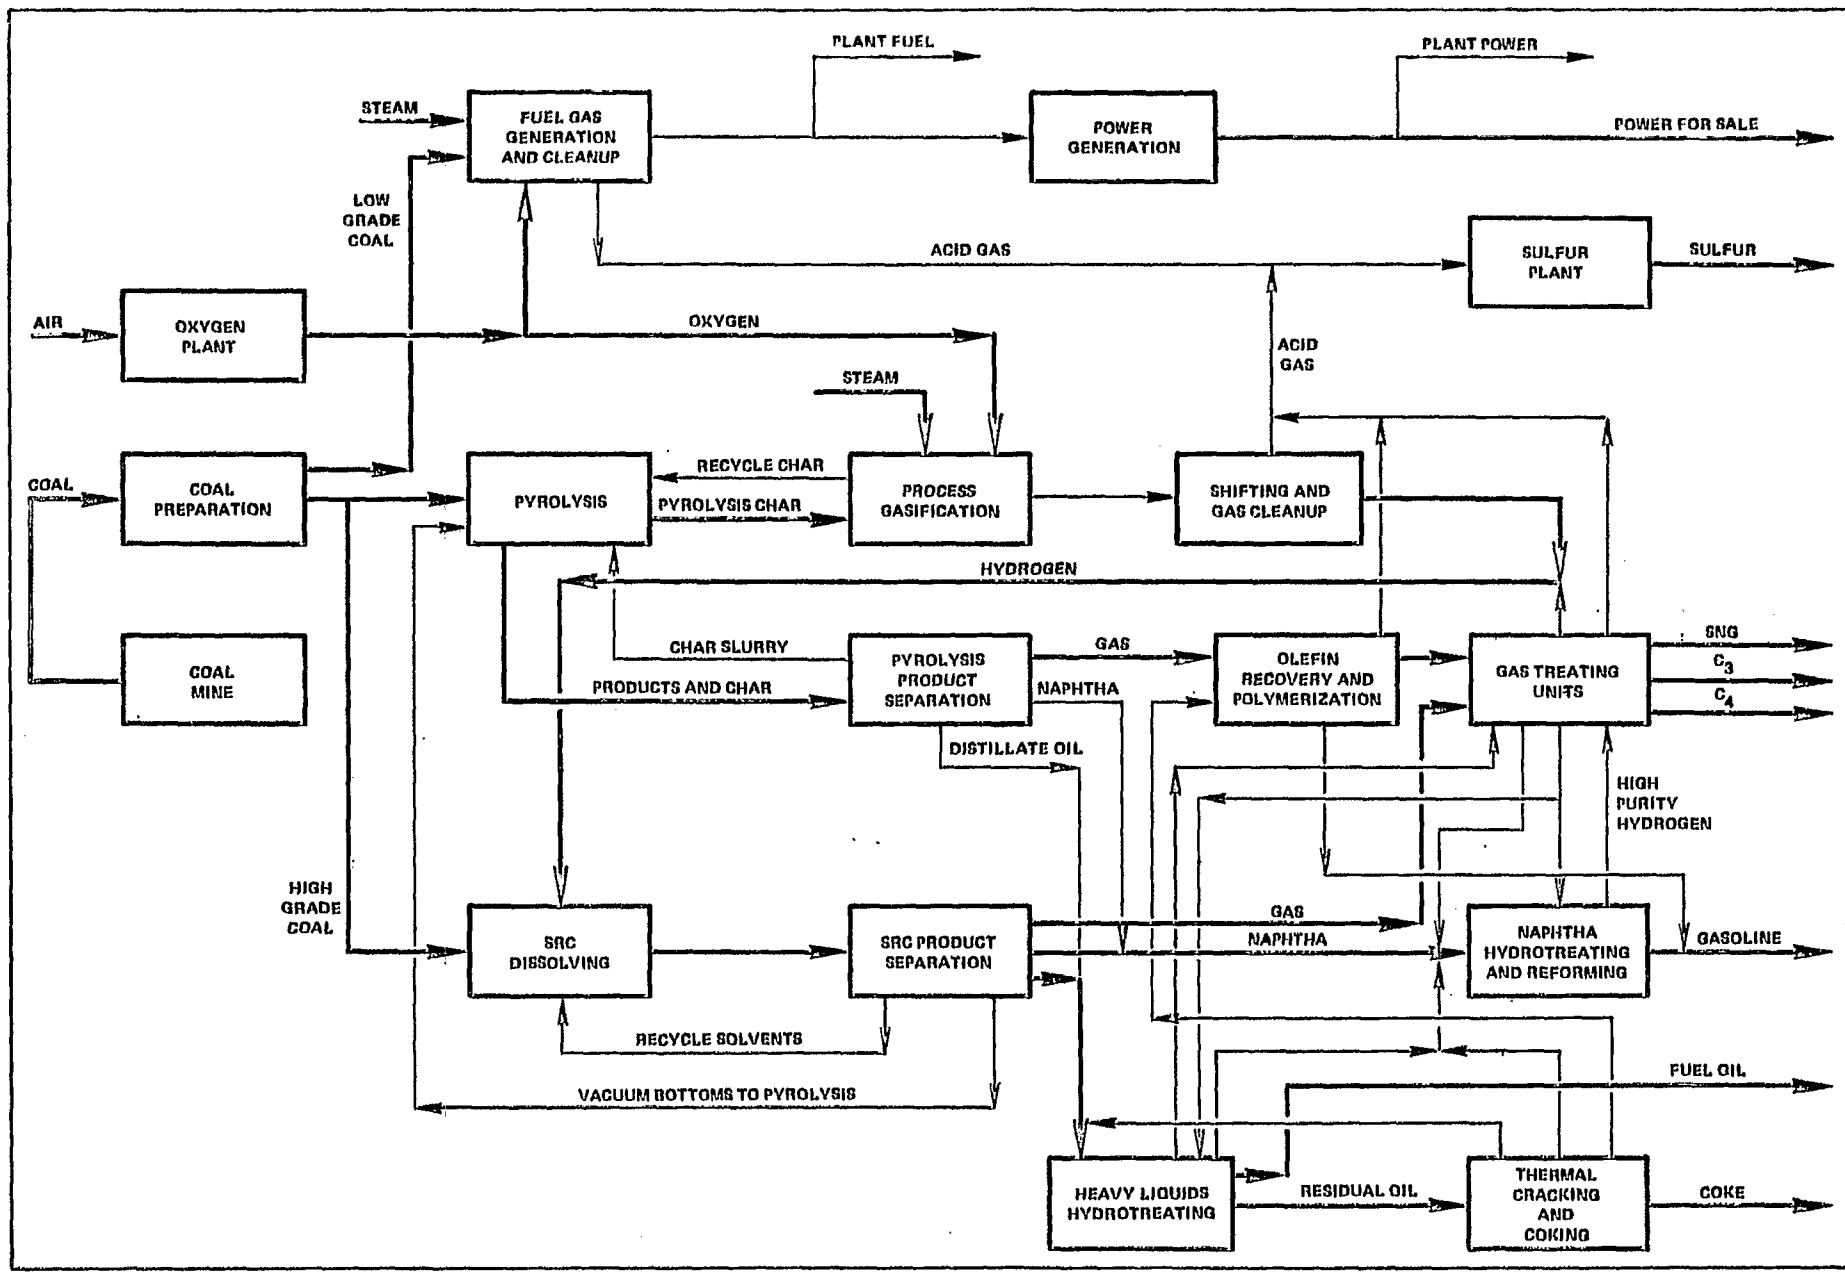 PLANT FUEL
PLANT POWER
STEAM
FUEL GAS
GENERATION
AND CLEANUP
POWER
GENERATION
POWER FOR SALE
LOW
GRADE
COAL
ACID GAS
SULFUR
PLANT
SULFUR
AIR
OXYGEN
PLANT
OXYGEN
ACID
GAS
STEAM
COAL
COAL
PREPARATION
PYROLYSIS
RECYCLE CHAR
PYROLYSIS CHAR
PROCESS
GASIFICATION
SHIFTING AND
GAS CLEANUP
HYDROGEN
COAL
MINE
CHAR SLURRY
PRODUCTS AND CHAR
PYROLYSIS
PRODUCT
SEPARATION
GAS
NAPHTHA
OLEFIN
RECOVERY AND
POLYMERIZATION
GAS TREATING
UNITS
SNG
C3
C4
DISTILLATE OIL
HIGH
PURITY
HYDROGEN
HIGH
GRADE
COAL
SRC
DISSOLVING
SRC PRODUCT
SEPARATION
GAS
NAPHTHA
NAPHTHA
HYDROTREATING
AND REFORMING
GASOLINE
RECYCLE SOLVENTS
VACUUM BOTTOMS TO PYROLYSIS
FUEL OIL
HEAVY LIQUIDS
HYDROTREATING
RESIDUAL OIL
THERMAL
CRACKING
AND
COKING
COKE